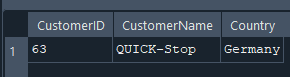 CustomerID CustomerName Country
1 63 QUICK-Stop Germany